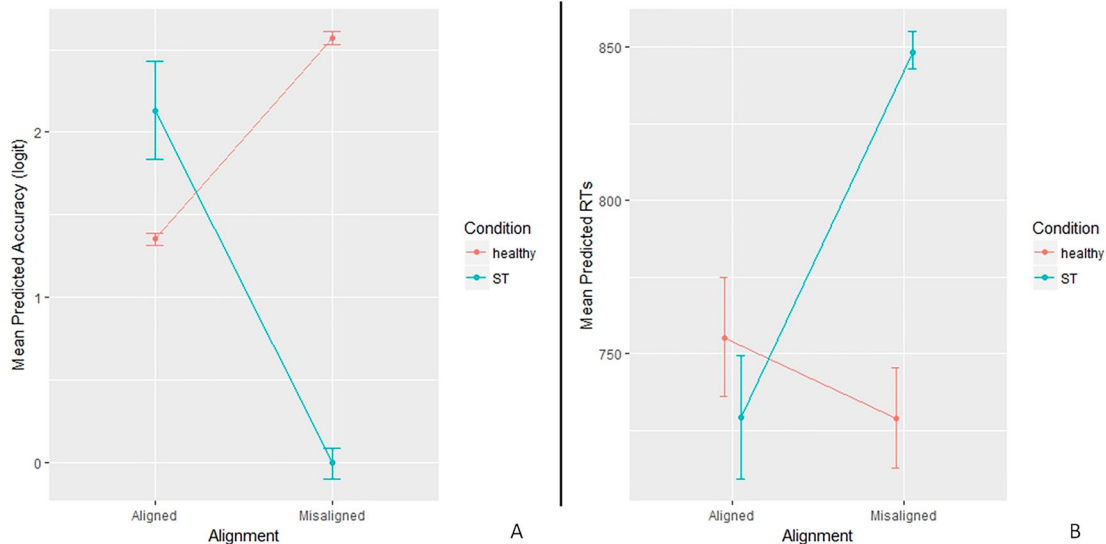 Mean Predicted Accuracy (logit)
2
1
0
Aligned
Misaligned
Alignment
Condition
healthy
ST
A
Mean Predicted RTs
850
800
750
Aligned
Misaligned
Alignment
Condition
healthy
ST
B